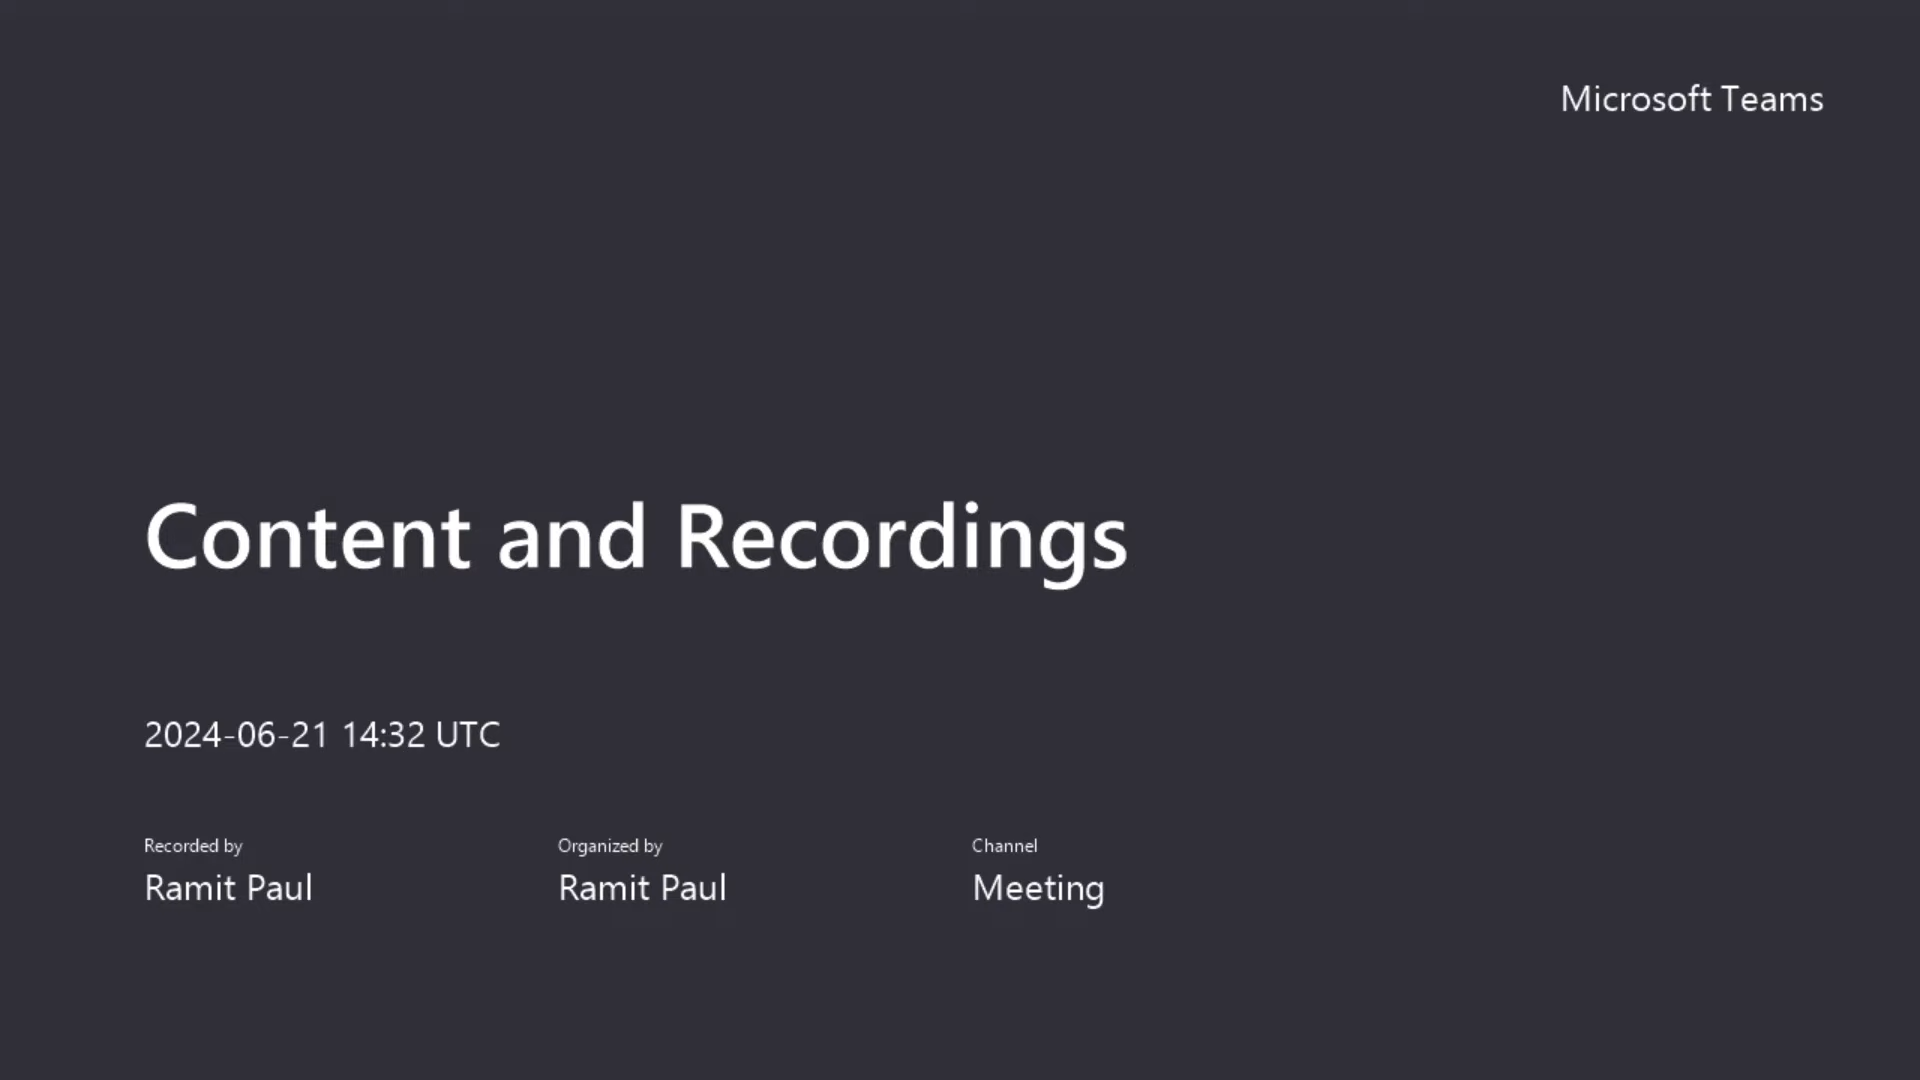 Microsoft Teams
Content and Recordings
2024-06-21 14:32 UTC
Recorded by
Ramit Paul
Organized by
Ramit Paul
Channel
Meeting